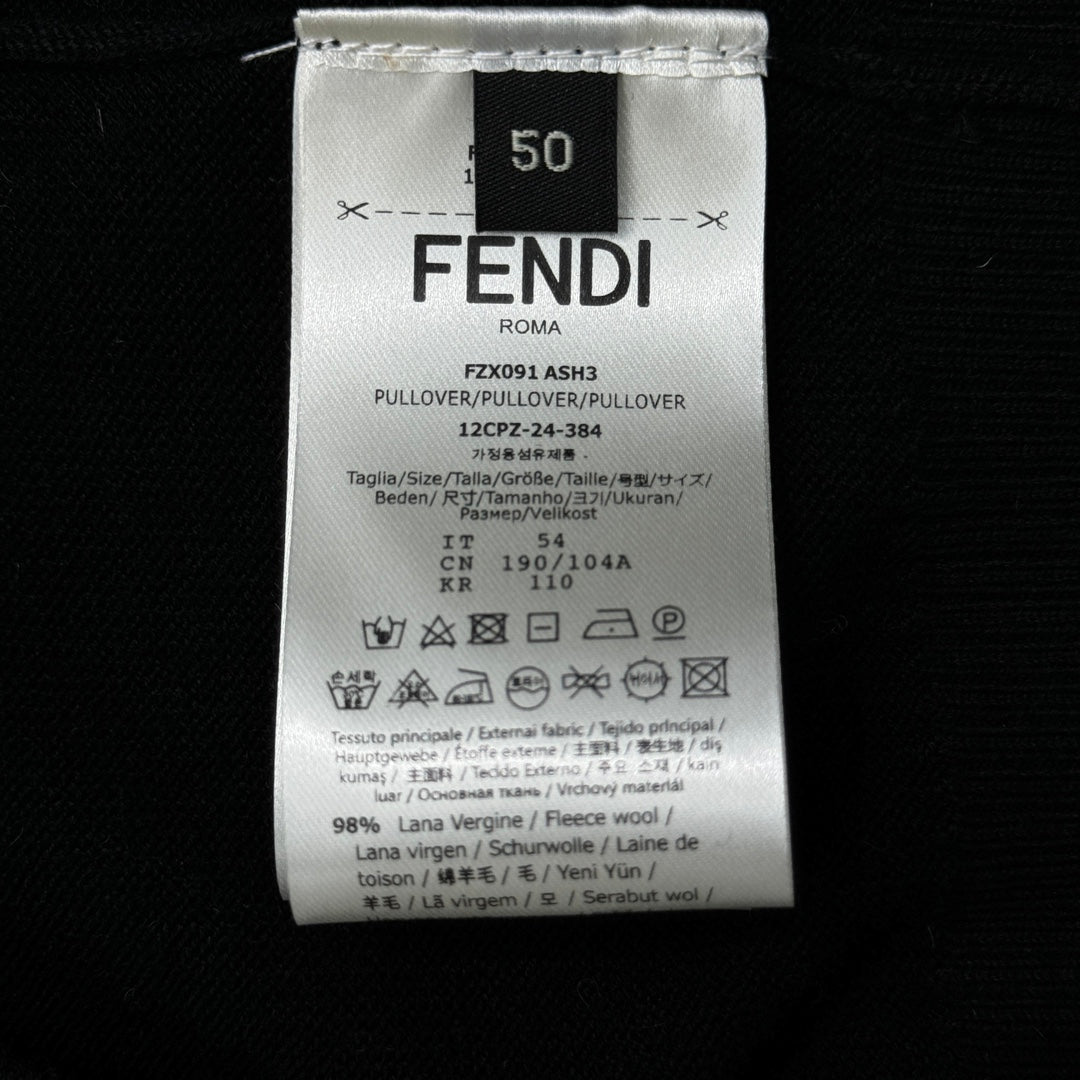 50
1
FENDI
ROMA
FZX091 ASH3
PULLOVER/PULLOVER/PULLOVER
12CPZ-24-384
가정용섬유제품 -
Taglia/Size/Talla/Größe/Taille/号型/サイズ/
Beden/ 尺寸/Tamanho/크기/Ukuran/
Размер/Velikost
IT 54
CN 190/104A
KR 110
P
손세탁
Tessuto principale / External fabric / Tejido principal /
Hauptgewebe / Étoffe externe / 主面料 / 表生地 / diş
kumaş / 主面料 / Tecido Externo / 주요 소재 / kain
luar / Основная ткань / Vrchový materiál
98% Lana Vergine / Fleece wool /
Lana virgen / Schurwolle / Laine de
toison / 绵羊毛 / 毛 / Yeni Yün /
羊毛 / Lã virgem / 모 / Serabut wol /